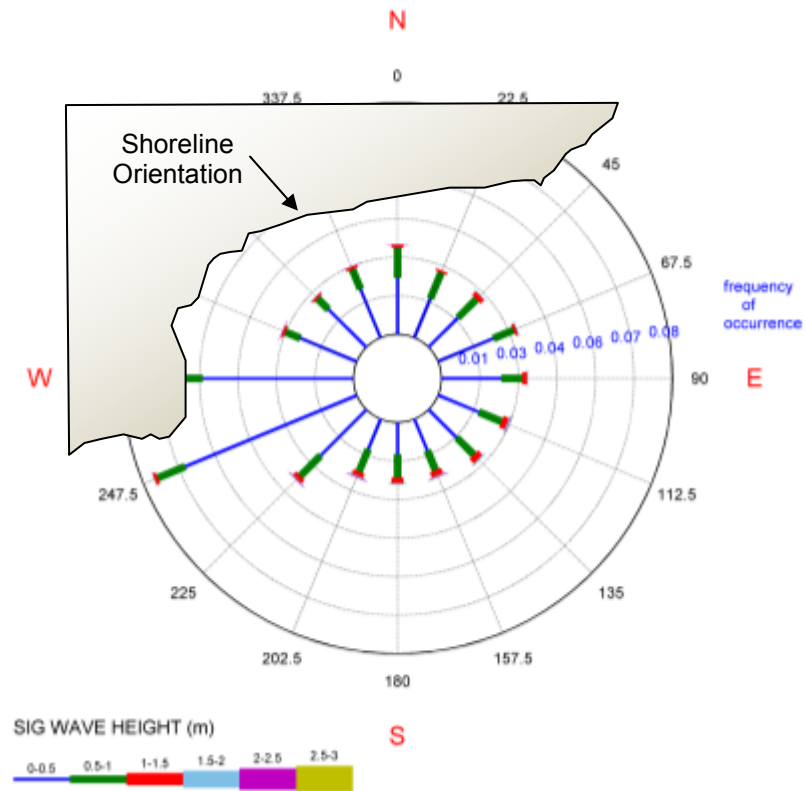 N
0
337.5
22.5
Shoreline
Orientation
45
67.5
frequency
of
occurrence
0.01 0.03 0.04 0.06 0.07 0.08
W
90
E
247.5
112.5
225
135
202.5
157.5
180
S
SIG WAVE HEIGHT (m)
0-0.5 0.5-1 1-1.5 1.5-2 2-2.5 2.5-3